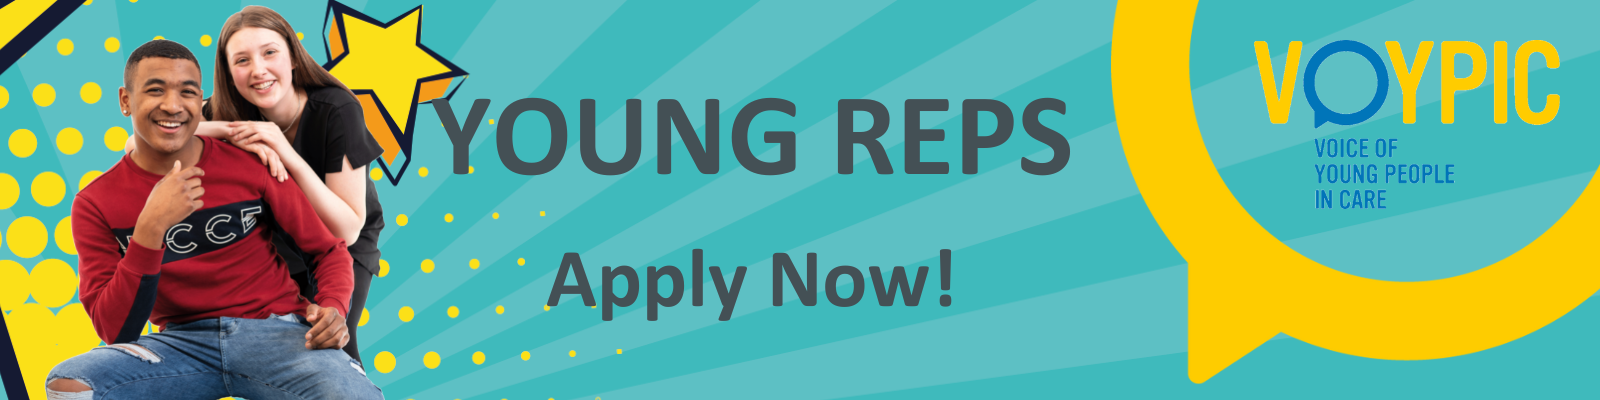 YOUNG REPS
Apply Now!
VOYPIC
VOICE OF
YOUNG PEOPLE
IN CARE